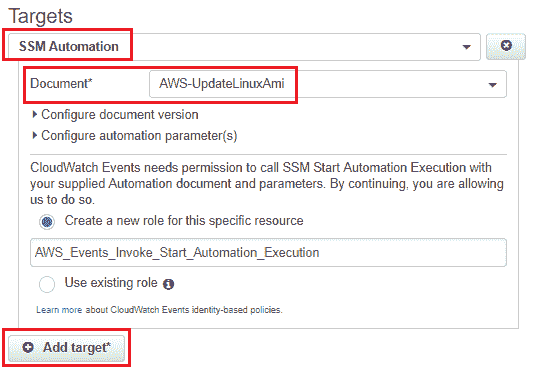 Targets
SSM Automation
Document* AWS-UpdateLinuxAmi
Configure document version
Configure automation parameter(s)
CloudWatch Events needs permission to call SSM Start Automation Execution with
your supplied Automation document and parameters. By continuing, you are allowing
us to do so.
Create a new role for this specific resource
AWS_Events_Invoke_Start_Automation_Execution
Use existing role
Learn more about CloudWatch Events identity-based policies.
Add target*